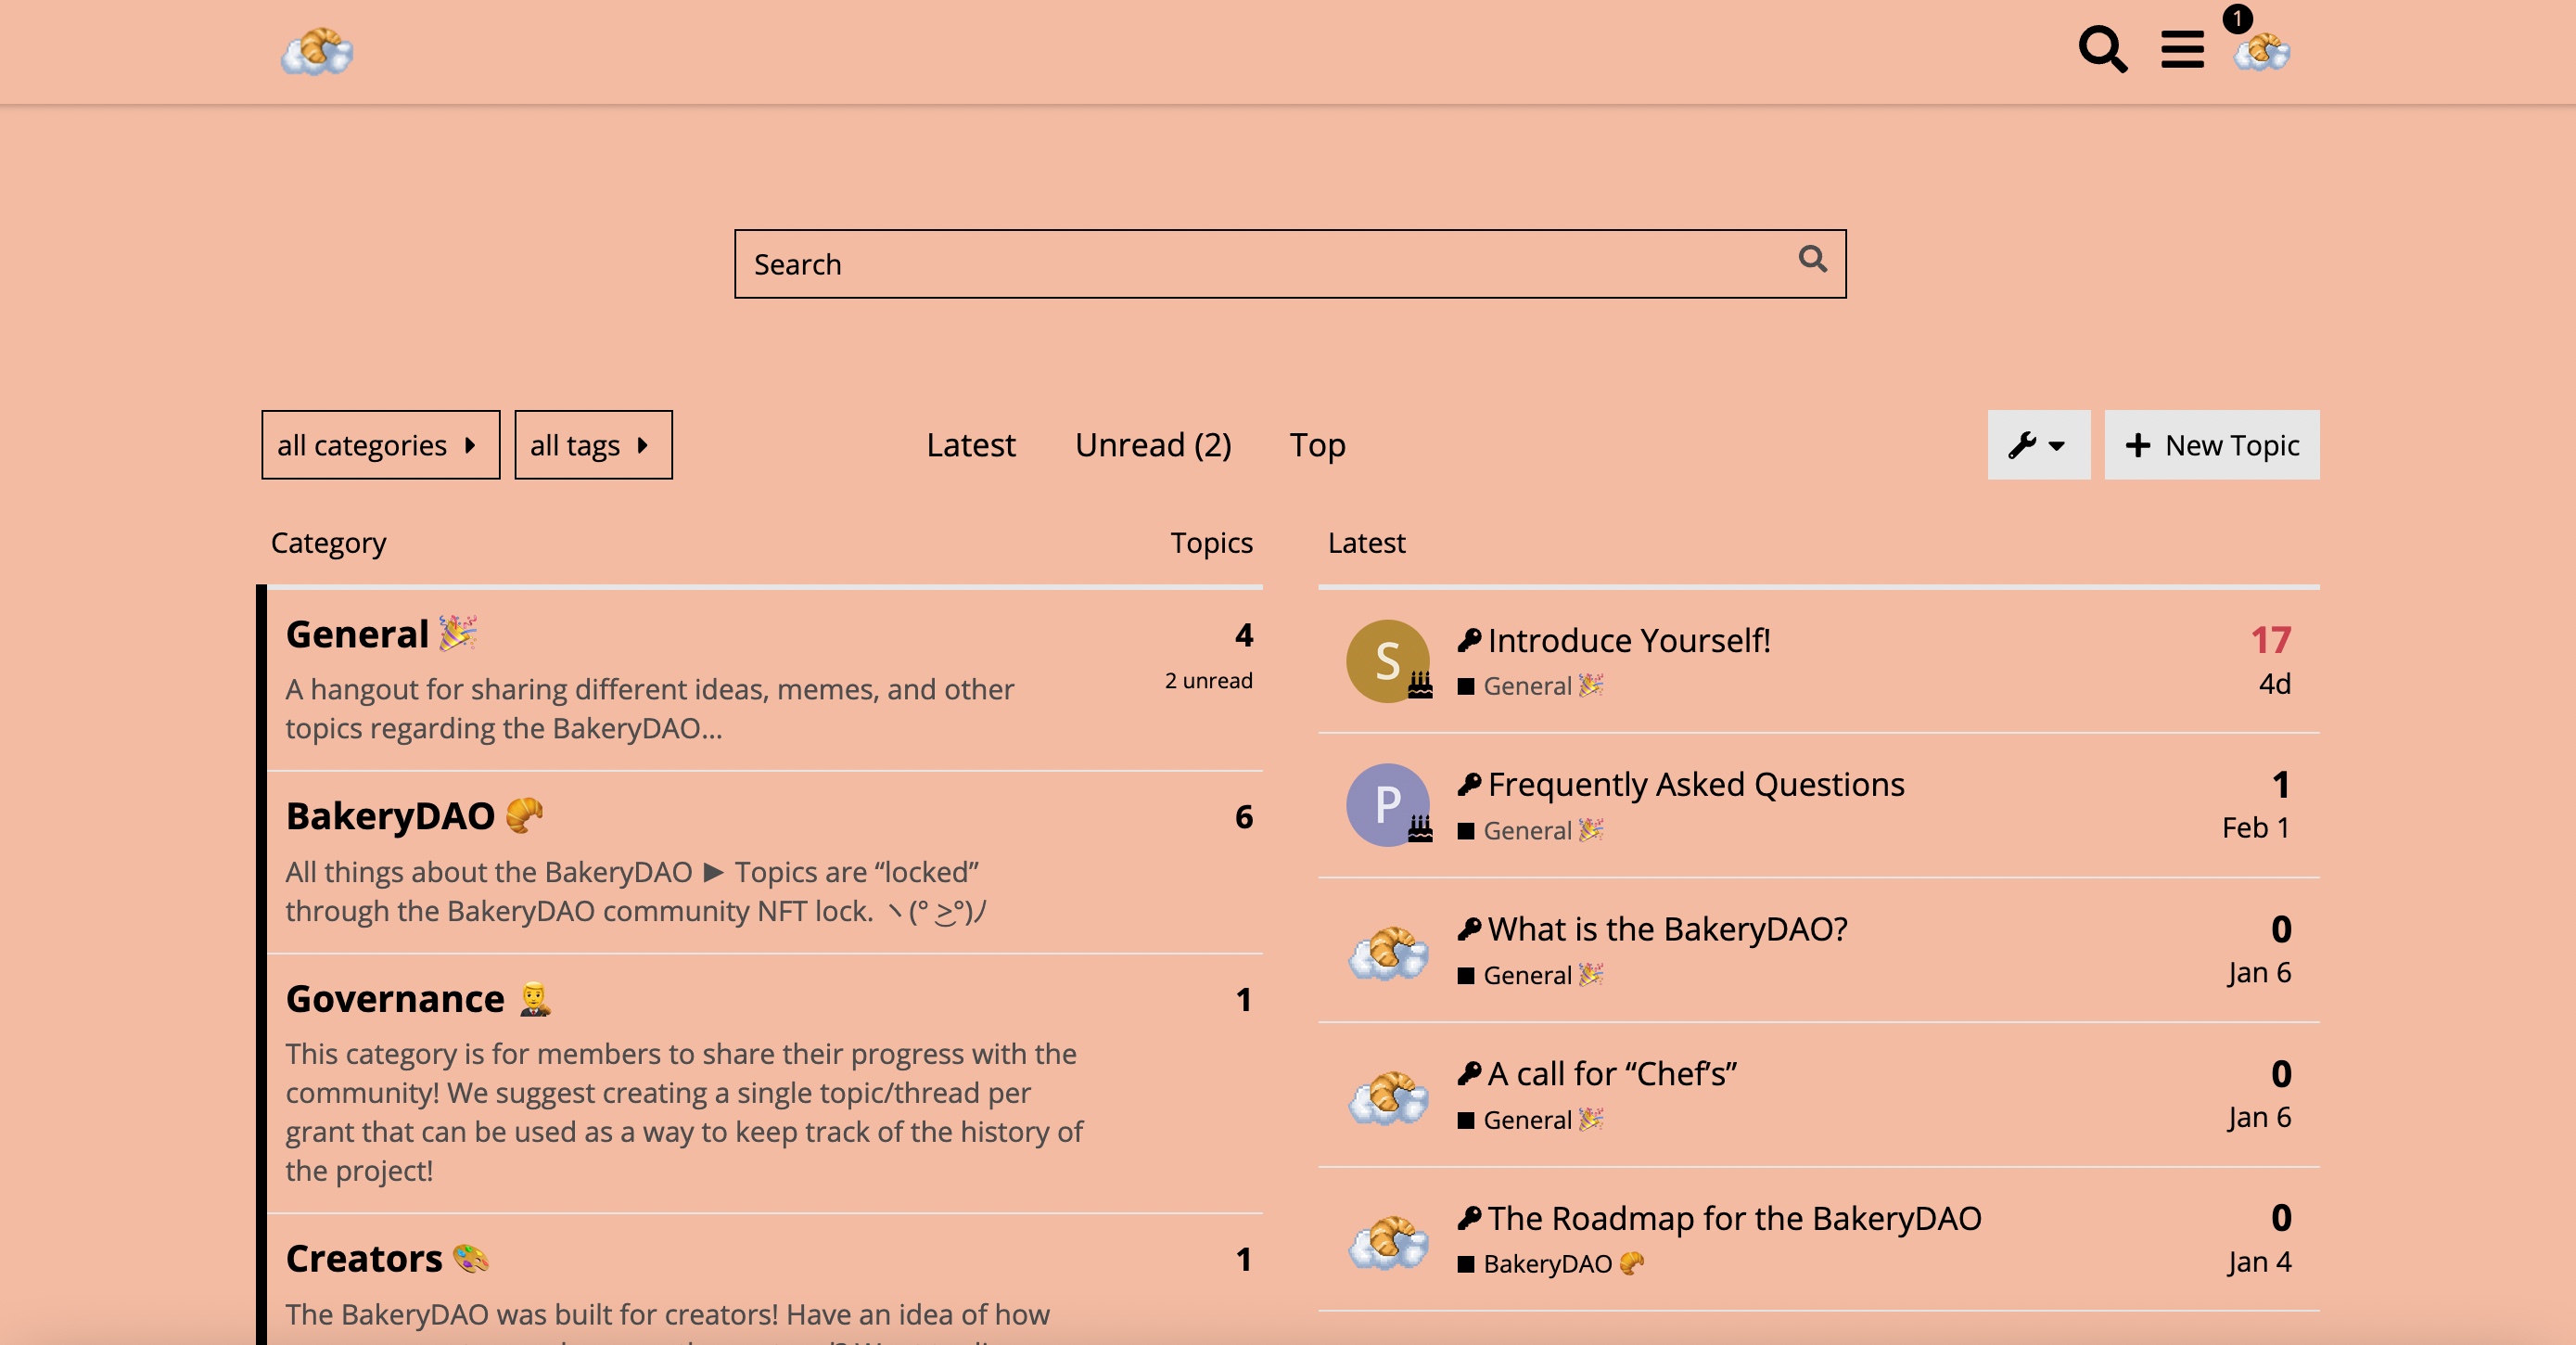 1
Search
all categories
all tags
Latest
Unread (2)
Top
New Topic
Category
Topics
General 🎉
4
A hangout for sharing different ideas, memes, and other
2 unread
topics regarding the BakeryDAO...
BakeryDAO 🥐
6
All things about the BakeryDAO ► Topics are “locked”
through the BakeryDAO community NFT lock. ヽ(° ͜ʖ°)ﾉ
Governance 👨‍💼
1
This category is for members to share their progress with the
community! We suggest creating a single topic/thread per
grant that can be used as a way to keep track of the history of
the project!
Creators 🎨
1
The BakeryDAO was built for creators! Have an idea of how
Latest
S
Introduce Yourself!
17
General 🎉
4d
P
Frequently Asked Questions
1
General 🎉
Feb 1
What is the BakeryDAO?
0
General 🎉
Jan 6
A call for “Chef’s”
0
General 🎉
Jan 6
The Roadmap for the BakeryDAO
0
BakeryDAO 🥐
Jan 4